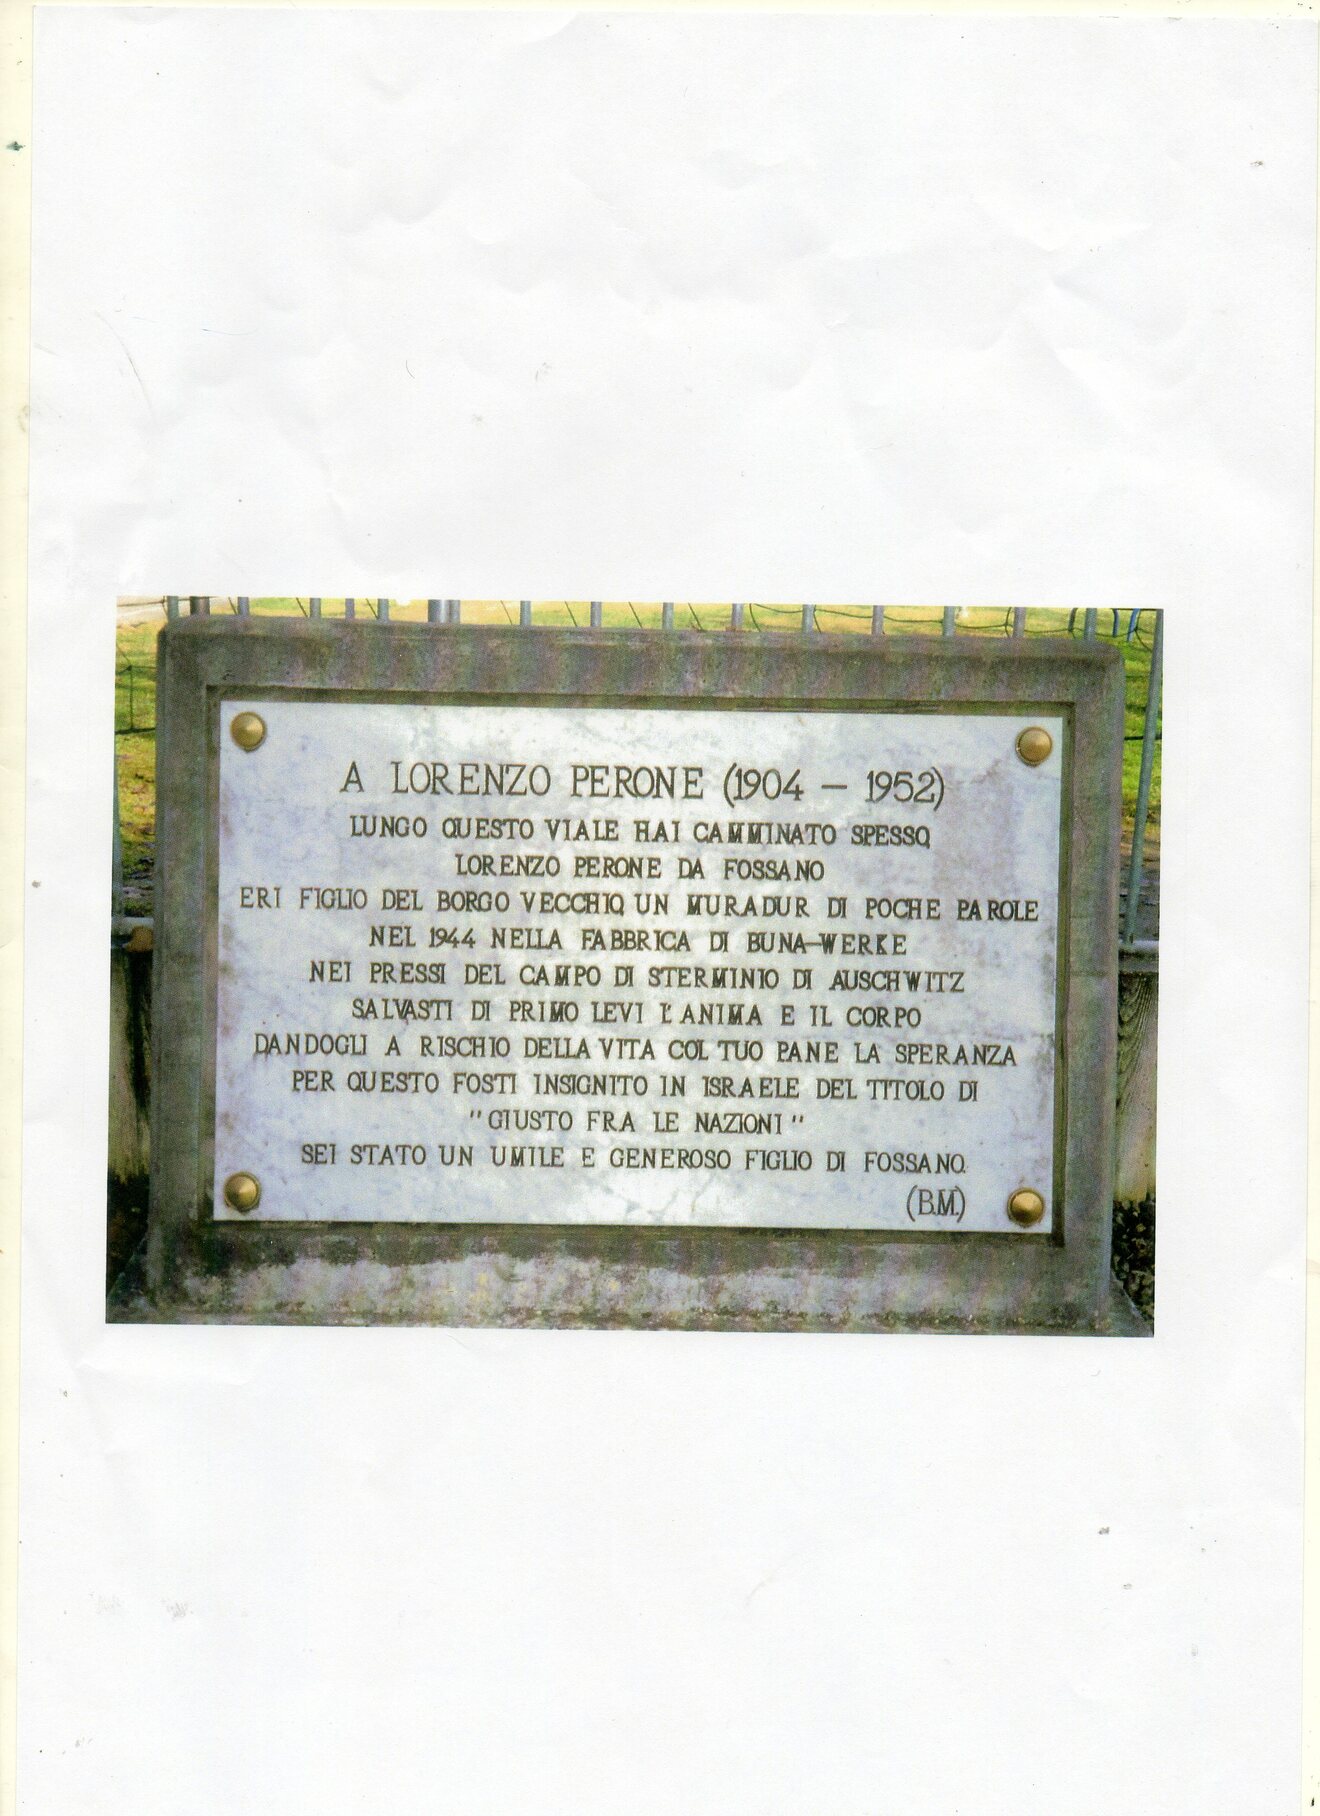 A LORENZO PERONE (1904 – 1952)
LUNGO QUESTO VIALE HAI CAMMINATO SPESSO,
LORENZO PERONE DA FOSSANO
ERI FIGLIO DEL BORGO VECCHIO, UN MURADUR DI POCHE PAROLE
NEL 1944 NELLA FABBRICA DI BUNA-WERKE
NEI PRESSI DEL CAMPO DI STERMINIO DI AUSCHWITZ
SALVASTI DI PRIMO LEVI L'ANIMA E IL CORPO
DANDOGLI A RISCHIO DELLA VITA COL TUO PANE LA SPERANZA
PER QUESTO FOSTI INSIGNITO IN ISRAELE DEL TITOLO DI
"GIUSTO FRA LE NAZIONI"
SEI STATO UN UMILE E GENEROSO FIGLIO DI FOSSANO.
(B.M.)